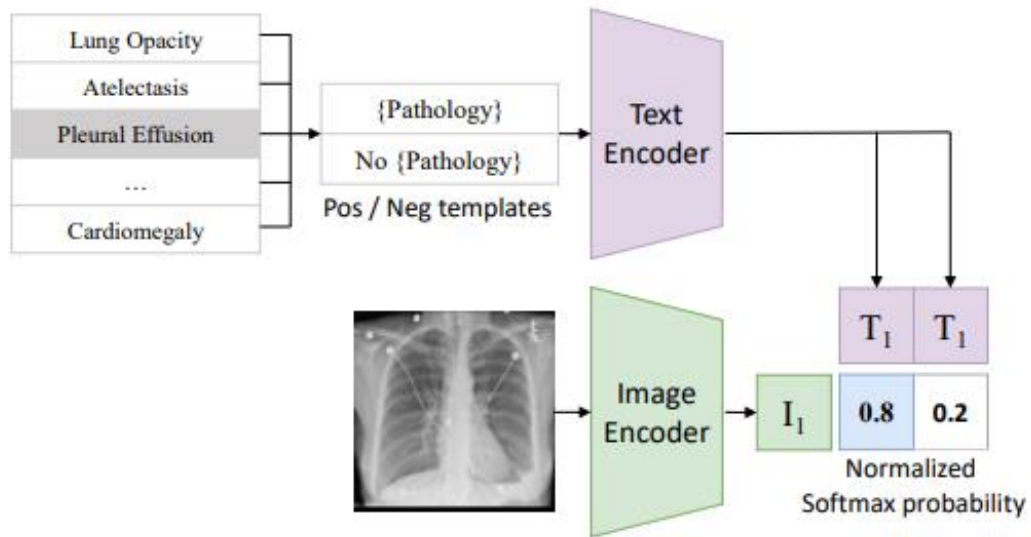 Lung Opacity
Atelectasis
Pleural Effusion
...
Cardiomegaly
{Pathology}
No {Pathology}
Pos / Neg templates
Text
Encoder
Image
Encoder
T1 T1
I1 0.8 0.2
Normalized
Softmax probability